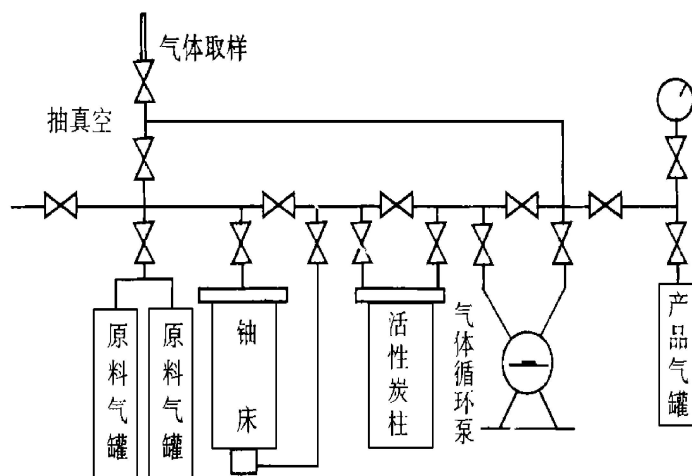 气体取样
抽真空
原料气罐
原料气罐
铀床
活性炭柱
气体循环泵
产品气罐